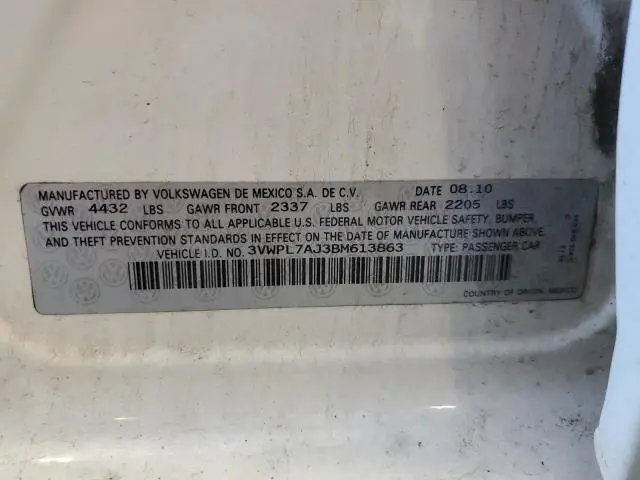 MANUFACTURED BY VOLKSWAGEN DE MEXICO S.A. DE C.V. DATE 08.10
GVWR 4432 LBS GAWR FRONT 2337 LBS GAWR REAR 2205 LBS
THIS VEHICLE CONFORMS TO ALL APPLICABLE U.S. FEDERAL MOTOR VEHICLE SAFETY, BUMPER,
AND THEFT PREVENTION STANDARDS IN EFFECT ON THE DATE OF MANUFACTURE SHOWN ABOVE.
VEHICLE I.D. NO. 3VWPL7AJ3BM613863 TYPE: PASSENGER CAR
COUNTRY OF ORIGIN: MEXICO